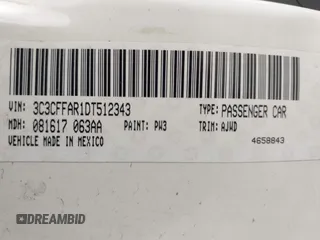 VIN: 3C3CFFAR1DT512343 TYPE: PASSENGER CAR
MDH: 081617 063AA PAINT: PW3 TRIM: AJWD
VEHICLE MADE IN MEXICO 4658843
DREAMBID